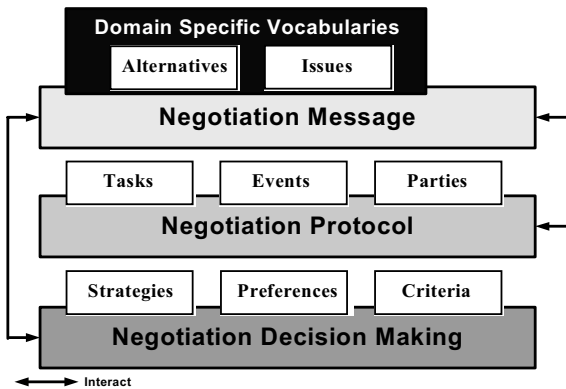 Domain Specific Vocabularies
Alternatives Issues
Negotiation Message
Tasks Events Parties
Negotiation Protocol
Strategies Preferences Criteria
Negotiation Decision Making
Interact